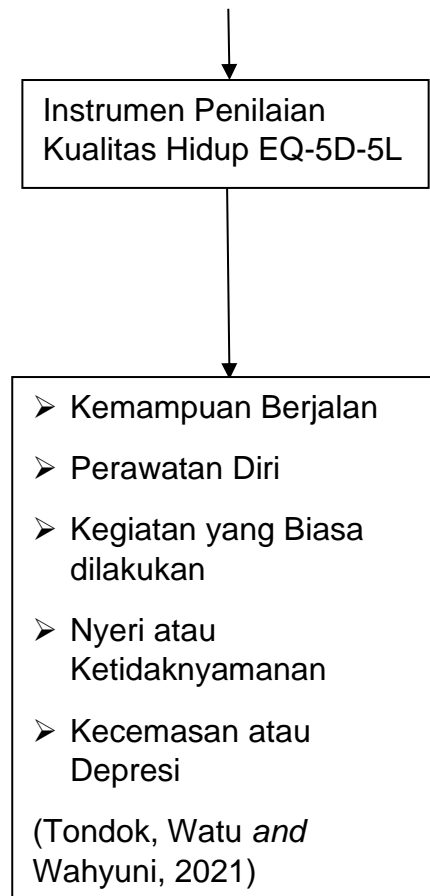 Instrumen Penilaian
Kualitas Hidup EQ-5D-5L
➢ Kemampuan Berjalan
➢ Perawatan Diri
➢ Kegiatan yang Biasa
dilakukan
➢ Nyeri atau
Ketidaknyamanan
➢ Kecemasan atau
Depresi
(Tondok, Watu and
Wahyuni, 2021)